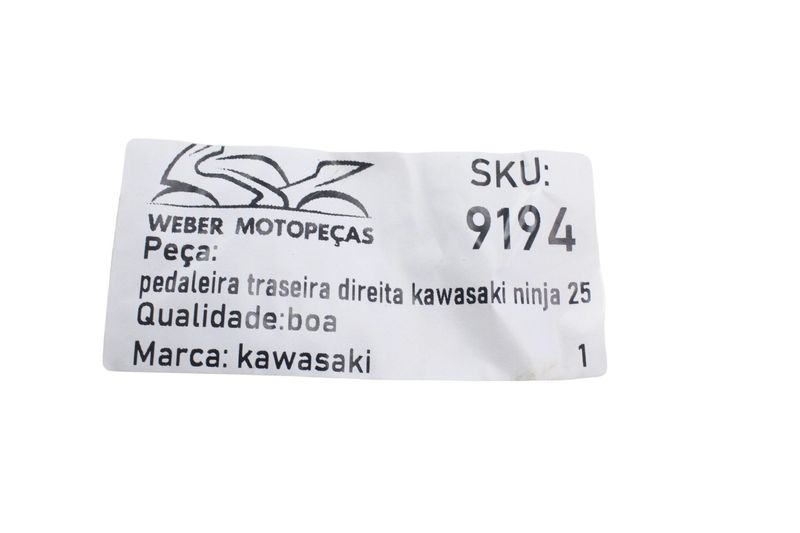 WEBER MOTOPEÇAS
SKU:
9194
Peça:
pedaleira traseira direita kawasaki ninja 25
Qualidade:boa
Marca: kawasaki
1